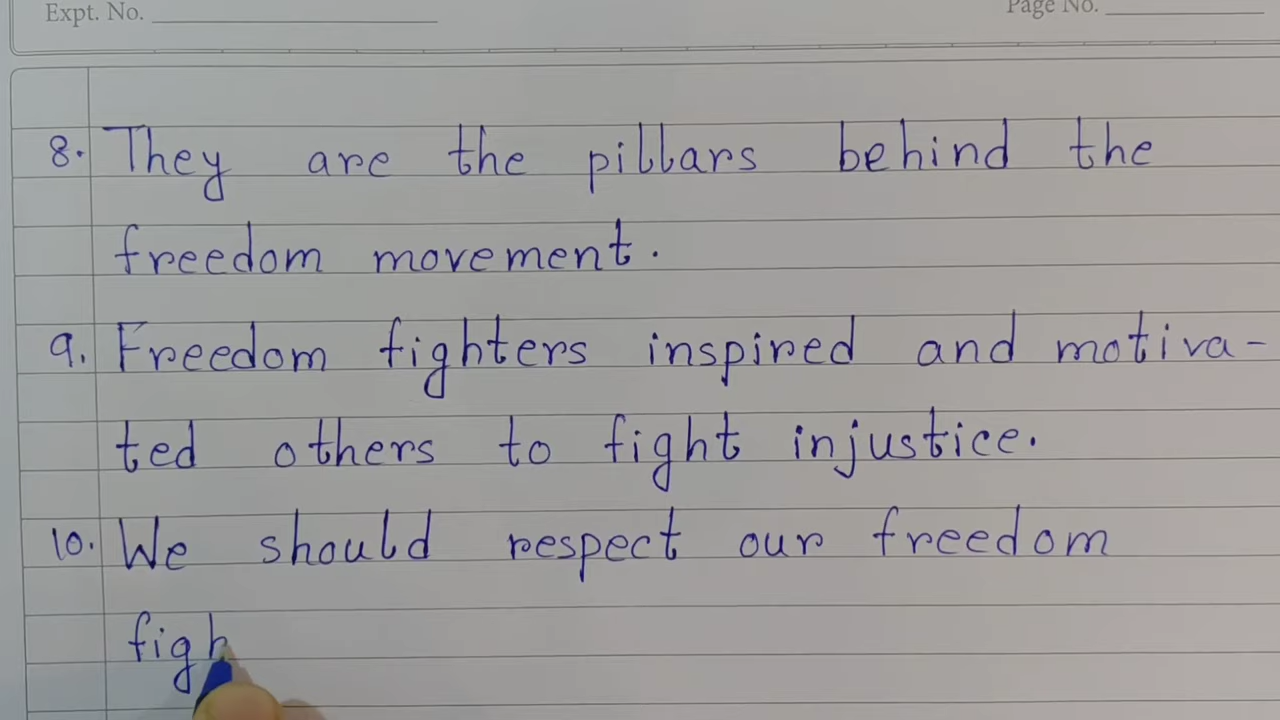 Expt. No.
Page No.
8. They are the pillars behind the
freedom movement.
9. Freedom fighters inspired and motiva-
ted others to fight injustice.
10. We should respect our freedom
figh